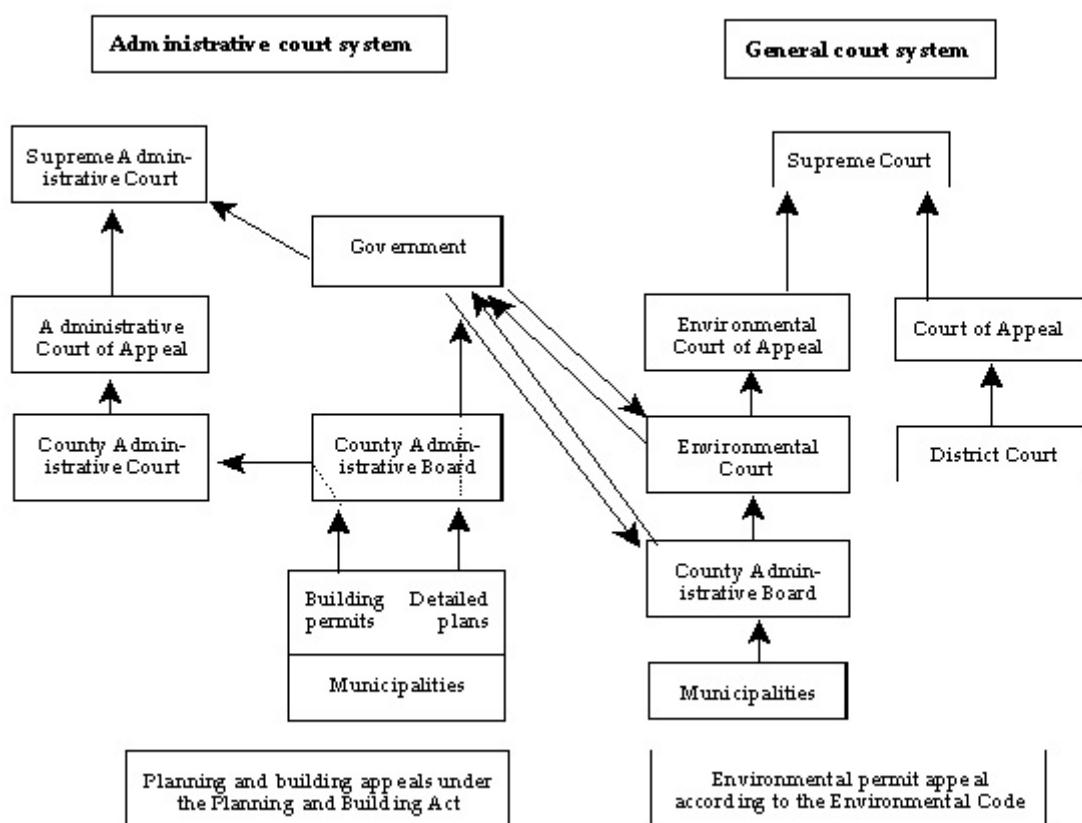 Administrative court system
General court system
Supreme Admin-
istrative Court
Supreme Court
Government
Administrative
Court of Appeal
Environmental
Court of Appeal
Court of Appeal
County Admin-
istrative Court
County Admin-
istrative Board
Environmental
Court
District Court
County Admin-
istrative Board
Building
permits
Detailed
plans
Municipalities
Municipalities
Planning and building appeals under
the Planning and Building Act
Environmental permit appeal
according to the Environmental Code